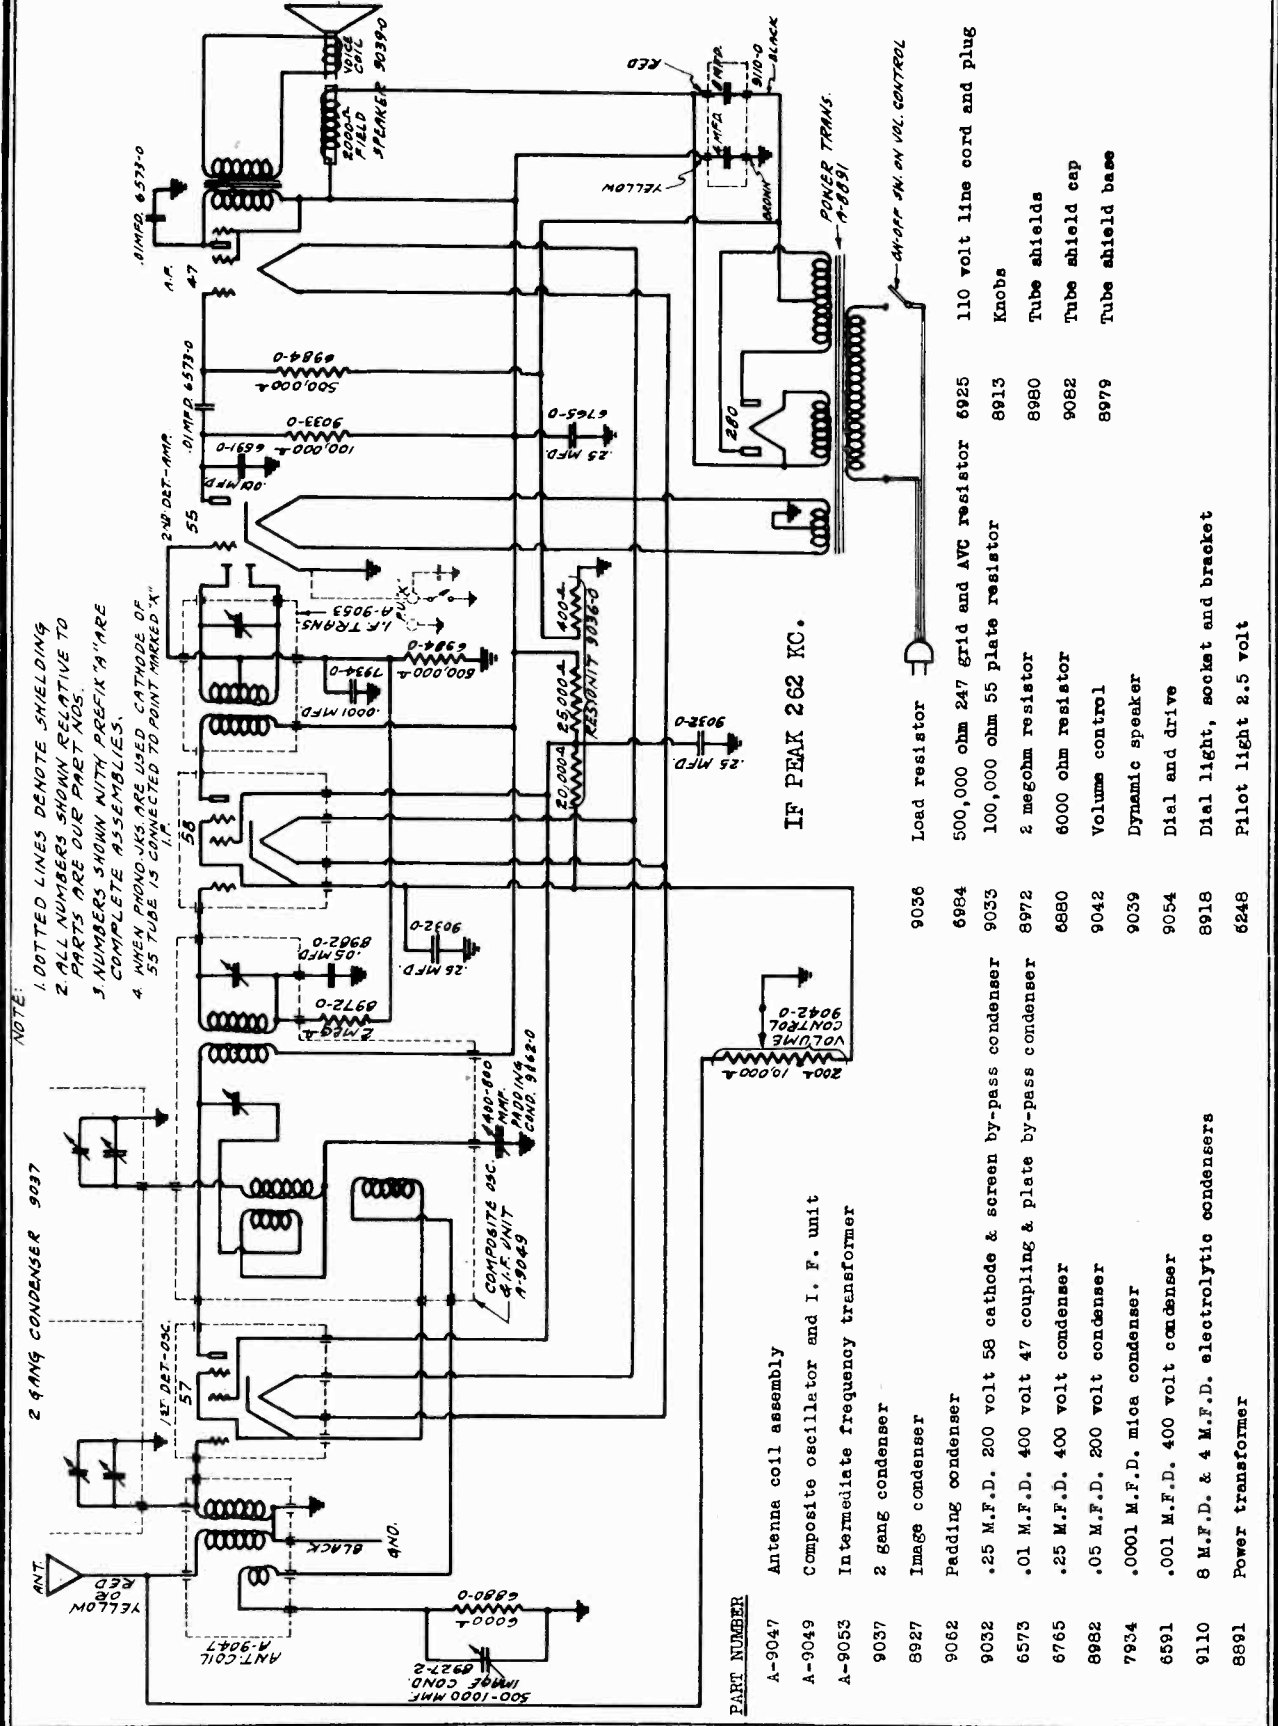 NOTE:
1. DOTTED LINES DENOTE SHIELDING
2. ALL NUMBERS SHOWN RELATIVE TO
PARTS ARE OUR PART NOS.
3. NUMBERS SHOWN WITH PREFIX "A" ARE
COMPLETE ASSEMBLIES.
4. WHEN PHONO. JKS. ARE USED CATHODE OF
55 TUBE IS CONNECTED TO POINT MARKED "X"
2 GANG CONDENSER 9037
ANT.
YELLOW
OR
RED
ANT. COIL
A-9047
BLACK
GND.
500-1000 MMF.
IMAGE COND.
8927-2
6000Ω
6880-0
1ST DET-OSC.
57
COMPOSITE OSC.
& I.F. UNIT
A-9049
400-800
MMF.
PADDING
COND. 9062-0
2 MEG Ω
8972-0
.05 MFD
8982-0
.25 MFD.
9032-0
I.F.
58
I.F. TRANS
A-9053
.0001 MFD
7934-0
500,000Ω
6984-0
P.U.
"X"
2ND. DET.-AMP.
55
.001 MFD.
6591-0
.01 MFD. 6573-0
100,000Ω
9033-0
500,000Ω
6984-0
A.F.
47
.01 MFD. 6573-0
VOICE
COIL
2000Ω
FIELD
SPEAKER 9039-0
.25 MFD.
6765-0
20,000Ω
25,000Ω
400Ω
RESTONIT 9036-0
.25 MFD
9032-0
VOLUME
CONTROL
9042-0
200Ω
10,000Ω
IF PEAK 262 KC.
280
RED
YELLOW
4 MFD.
8 MFD.
9110-0
BROWN
BLACK
POWER TRANS.
A-8891
ON-OFF SW. ON VOL. CONTROL
PART NUMBER
A-9047 Antenna coil assembly
A-9049 Composite oscillator and I. F. unit
A-9053 Intermediate frequency transformer
9037 2 gang condenser
8927 Image condenser
9062 Padding condenser
9032 .25 M.F.D. 200 volt 58 cathode & screen by-pass condenser
6573 .01 M.F.D. 400 volt 47 coupling & plate by-pass condenser
6765 .25 M.F.D. 400 volt condenser
8982 .05 M.F.D. 200 volt condenser
7934 .0001 M.F.D. mica condenser
6591 .001 M.F.D. 400 volt condenser
9110 8 M.F.D. & 4 M.F.D. electrolytic condensers
8891 Power transformer
9036 Load resistor
6984 500,000 ohm 247 grid and AVC resistor
9033 100,000 ohm 55 plate resistor
8972 2 megohm resistor
6880 6000 ohm resistor
9042 Volume control
9039 Dynamic speaker
9054 Dial and drive
8918 Dial light, socket and bracket
6248 Pilot light 2.5 volt
6925 110 volt line cord and plug
8913 Knobs
8980 Tube shields
9082 Tube shield cap
8979 Tube shield base